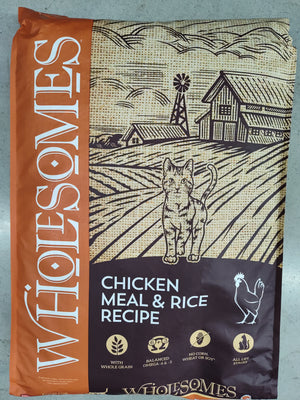 WHOLESOMES
CHICKEN
MEAL & RICE
RECIPE
WITH
WHOLE GRAIN
BALANCED
OMEGA-6 & -3
NO CORN,
WHEAT OR SOY*
ALL LIFE
STAGES
WHOLESOMES